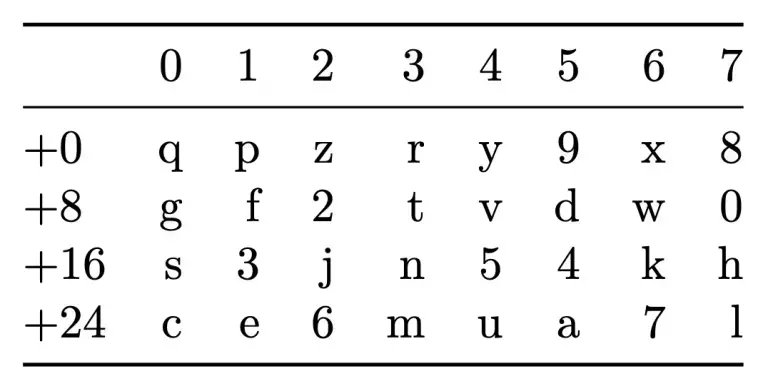 0 1 2 3 4 5 6 7
+0 q p z r y 9 x 8
+8 g f 2 t v d w 0
+16 s 3 j n 5 4 k h
+24 c e 6 m u a 7 l